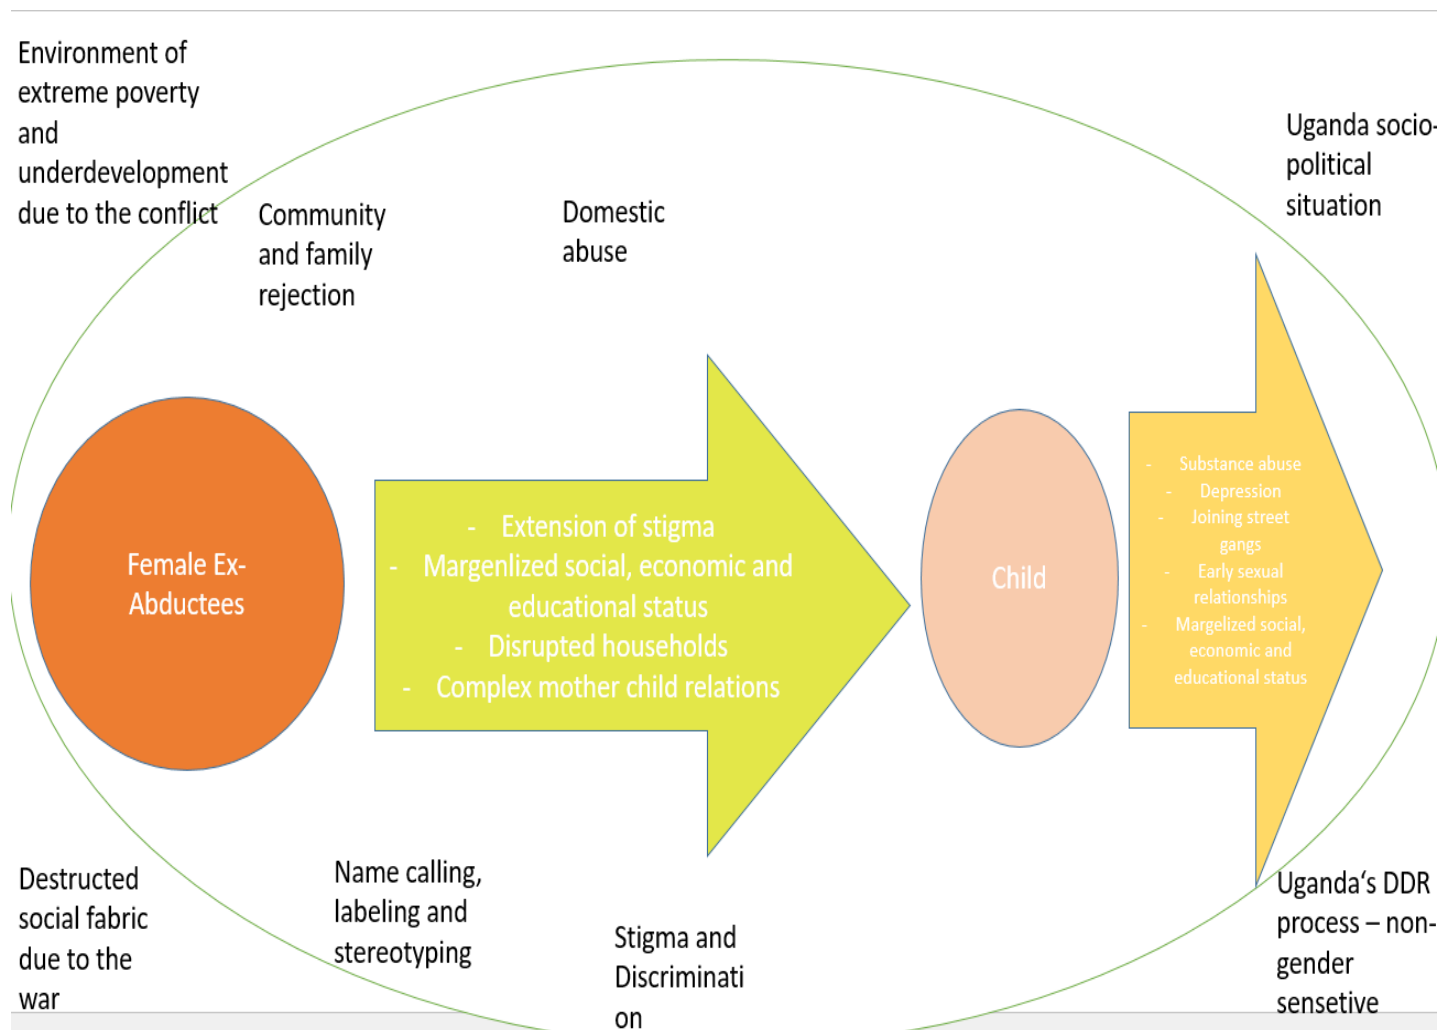 Environment of
extreme poverty
and
underdevelopment
due to the conflict
Community
and family
rejection
Domestic
abuse
Uganda socio-
political
situation
Female Ex-
Abductees
- Extension of stigma
- Margenlized social, economic and
educational status
- Disrupted households
- Complex mother child relations
Child
- Substance abuse
- Depression
- Joining street
gangs
- Early sexual
relationships
- Margelized social,
economic and
educational status
Destructed
social fabric
due to the
war
Name calling,
labeling and
stereotyping
Stigma and
Discriminati
on
Uganda‘s DDR
process – non-
gender
sensetive